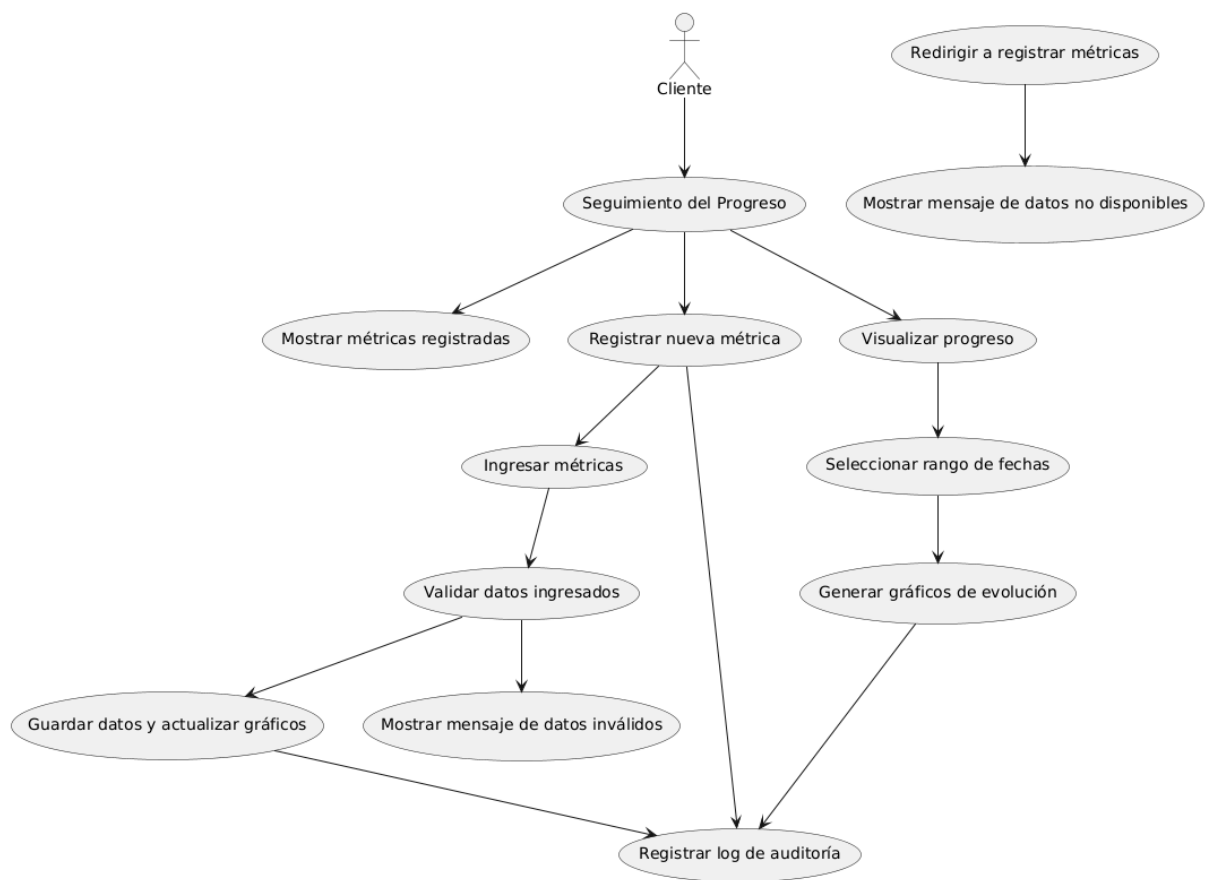 Cliente
Redirigir a registrar métricas
Seguimiento del Progreso
Mostrar mensaje de datos no disponibles
Mostrar métricas registradas
Registrar nueva métrica
Visualizar progreso
Ingresar métricas
Seleccionar rango de fechas
Validar datos ingresados
Generar gráficos de evolución
Guardar datos y actualizar gráficos
Mostrar mensaje de datos inválidos
Registrar log de auditoría